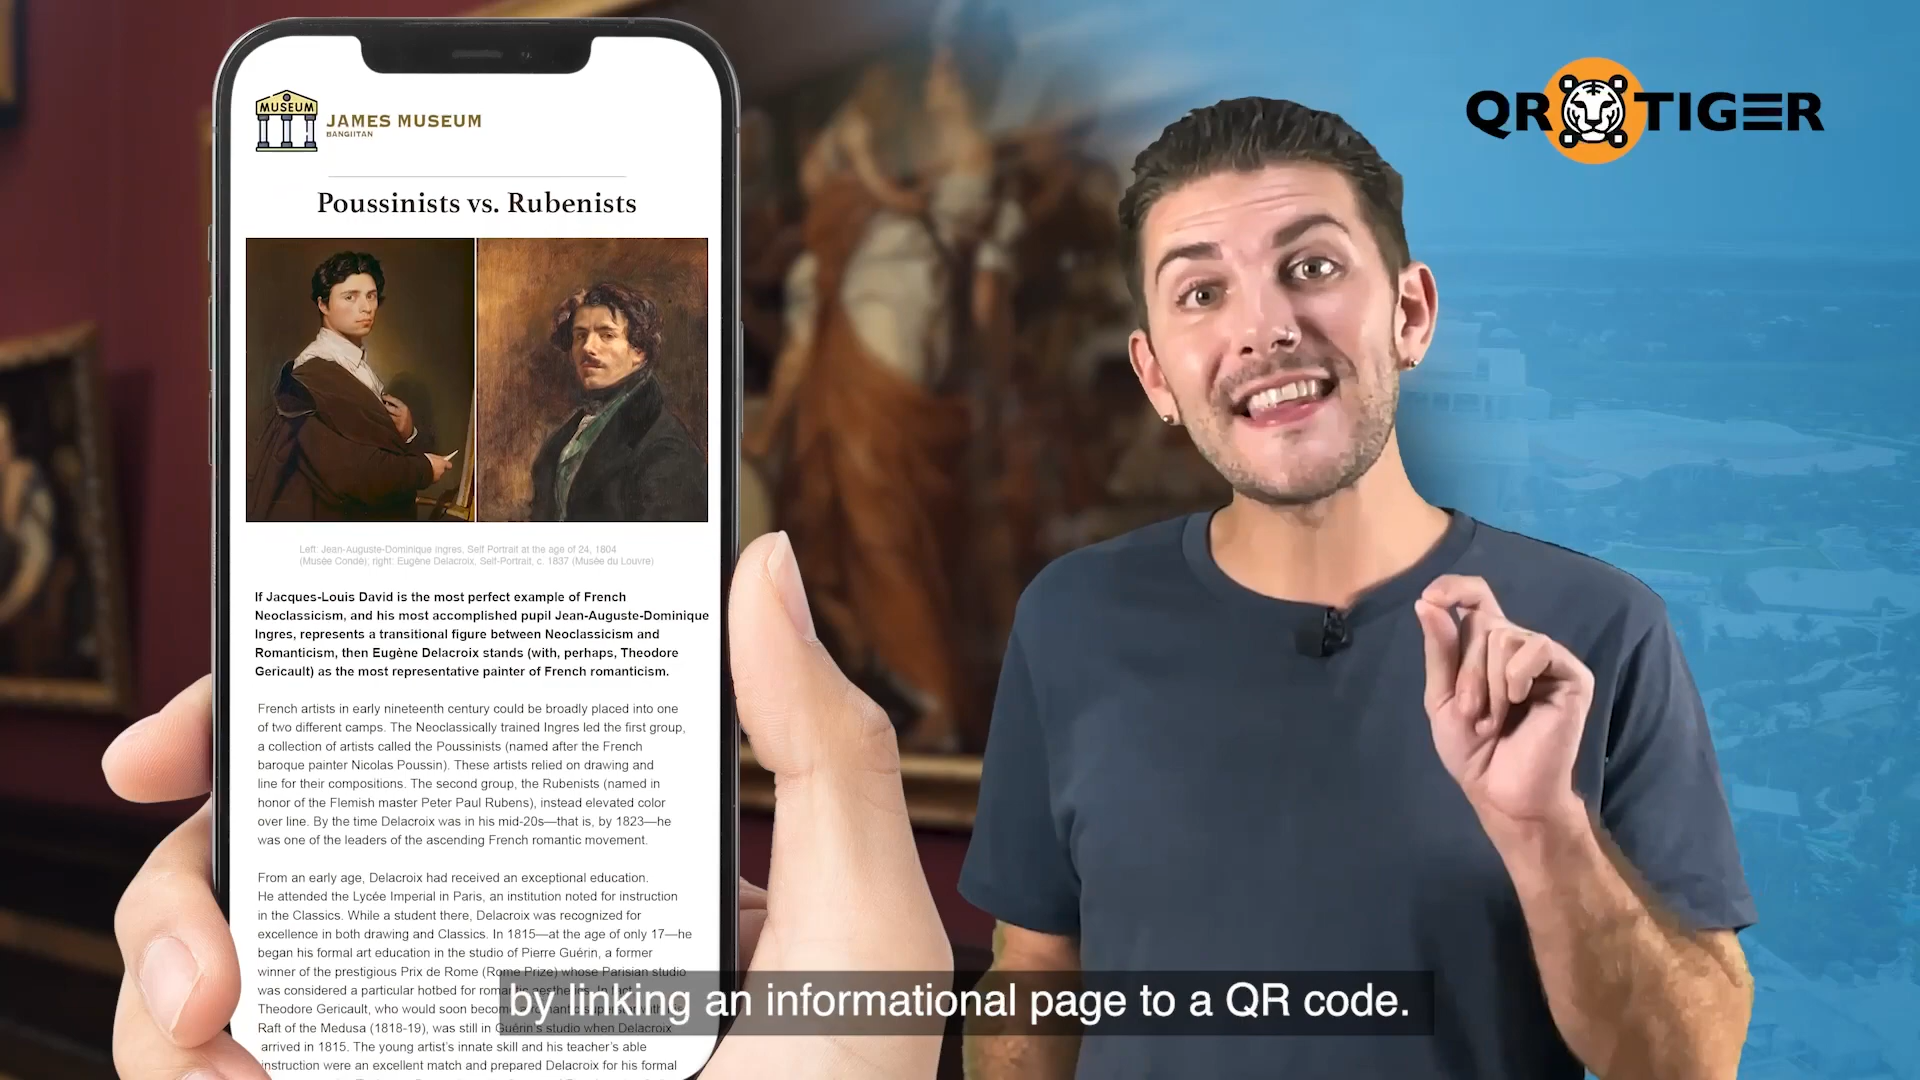 MUSEUM
JAMES MUSEUM
BANGIITAN
Poussinists vs. Rubenists
Left: Jean-Auguste-Dominique Ingres, Self Portrait at the age of 24, 1804
(Musée Condé); right: Eugène Delacroix, Self-Portrait, c. 1837 (Musée du Louvre)
If Jacques-Louis David is the most perfect example of French
Neoclassicism, and his most accomplished pupil Jean-Auguste-Dominique
Ingres, represents a transitional figure between Neoclassicism and
Romanticism, then Eugène Delacroix stands (with, perhaps, Theodore
Gericault) as the most representative painter of French romanticism.
French artists in early nineteenth century could be broadly placed into one
of two different camps. The Neoclassically trained Ingres led the first group,
a collection of artists called the Poussinists (named after the French
baroque painter Nicolas Poussin). These artists relied on drawing and
line for their compositions. The second group, the Rubenists (named in
honor of the Flemish master Peter Paul Rubens), instead elevated color
over line. By the time Delacroix was in his mid-20s—that is, by 1823—he
was one of the leaders of the ascending French romantic movement.
From an early age, Delacroix had received an exceptional education.
He attended the Lycée Imperial in Paris, an institution noted for instruction
in the Classics. While a student there, Delacroix was recognized for
excellence in both drawing and Classics. In 1815—at the age of only 17—he
began his formal art education in the studio of Pierre Guérin, a former
winner of the prestigious Prix de Rome (Rome Prize) whose Parisian studio
was considered a particular hotbed for romantic aesthetics. In fact,
Theodore Gericault, who would soon become a romantic superstar with his
Raft of the Medusa (1818-19), was still in Guérin's studio when Delacroix
arrived in 1815. The young artist's innate skill and his teacher's able
instruction were an excellent match and prepared Delacroix for his formal
QR TIGER
by linking an informational page to a QR code.